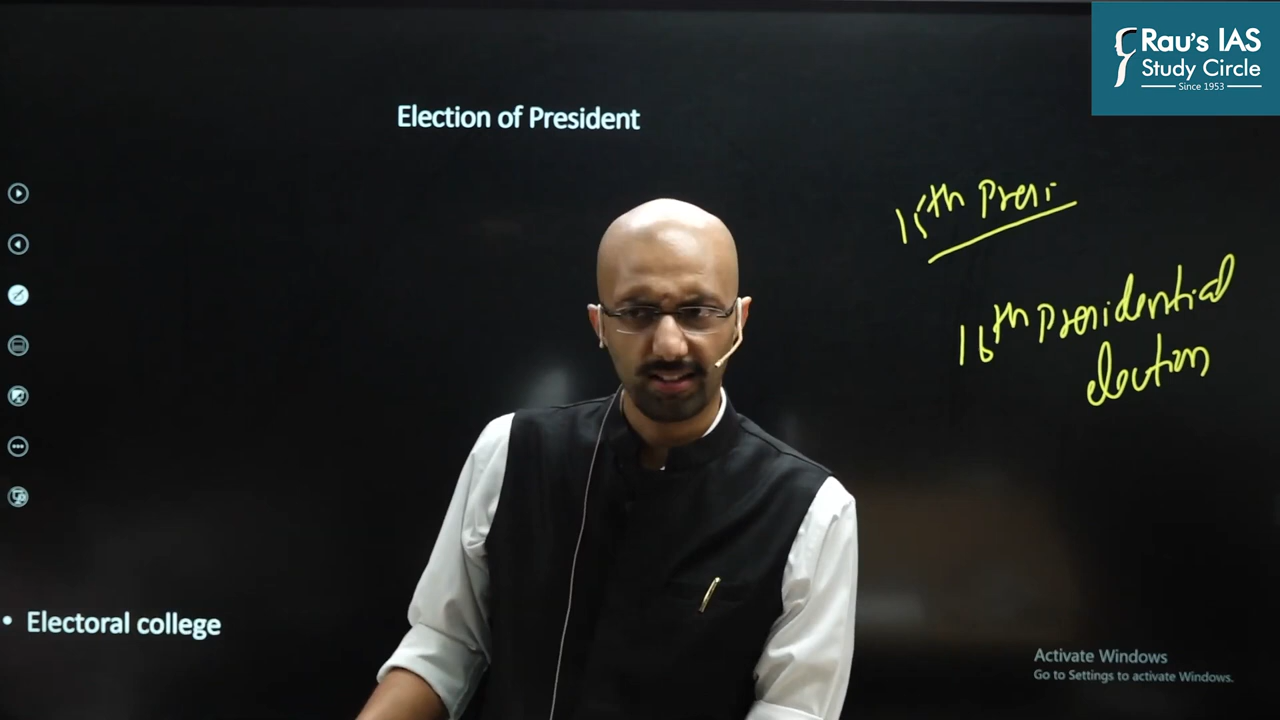 Rau's IAS
Study Circle
Since 1953
Election of President
15th Presi.
16th Presidential
election
• Electoral college
Activate Windows
Go to Settings to activate Windows.